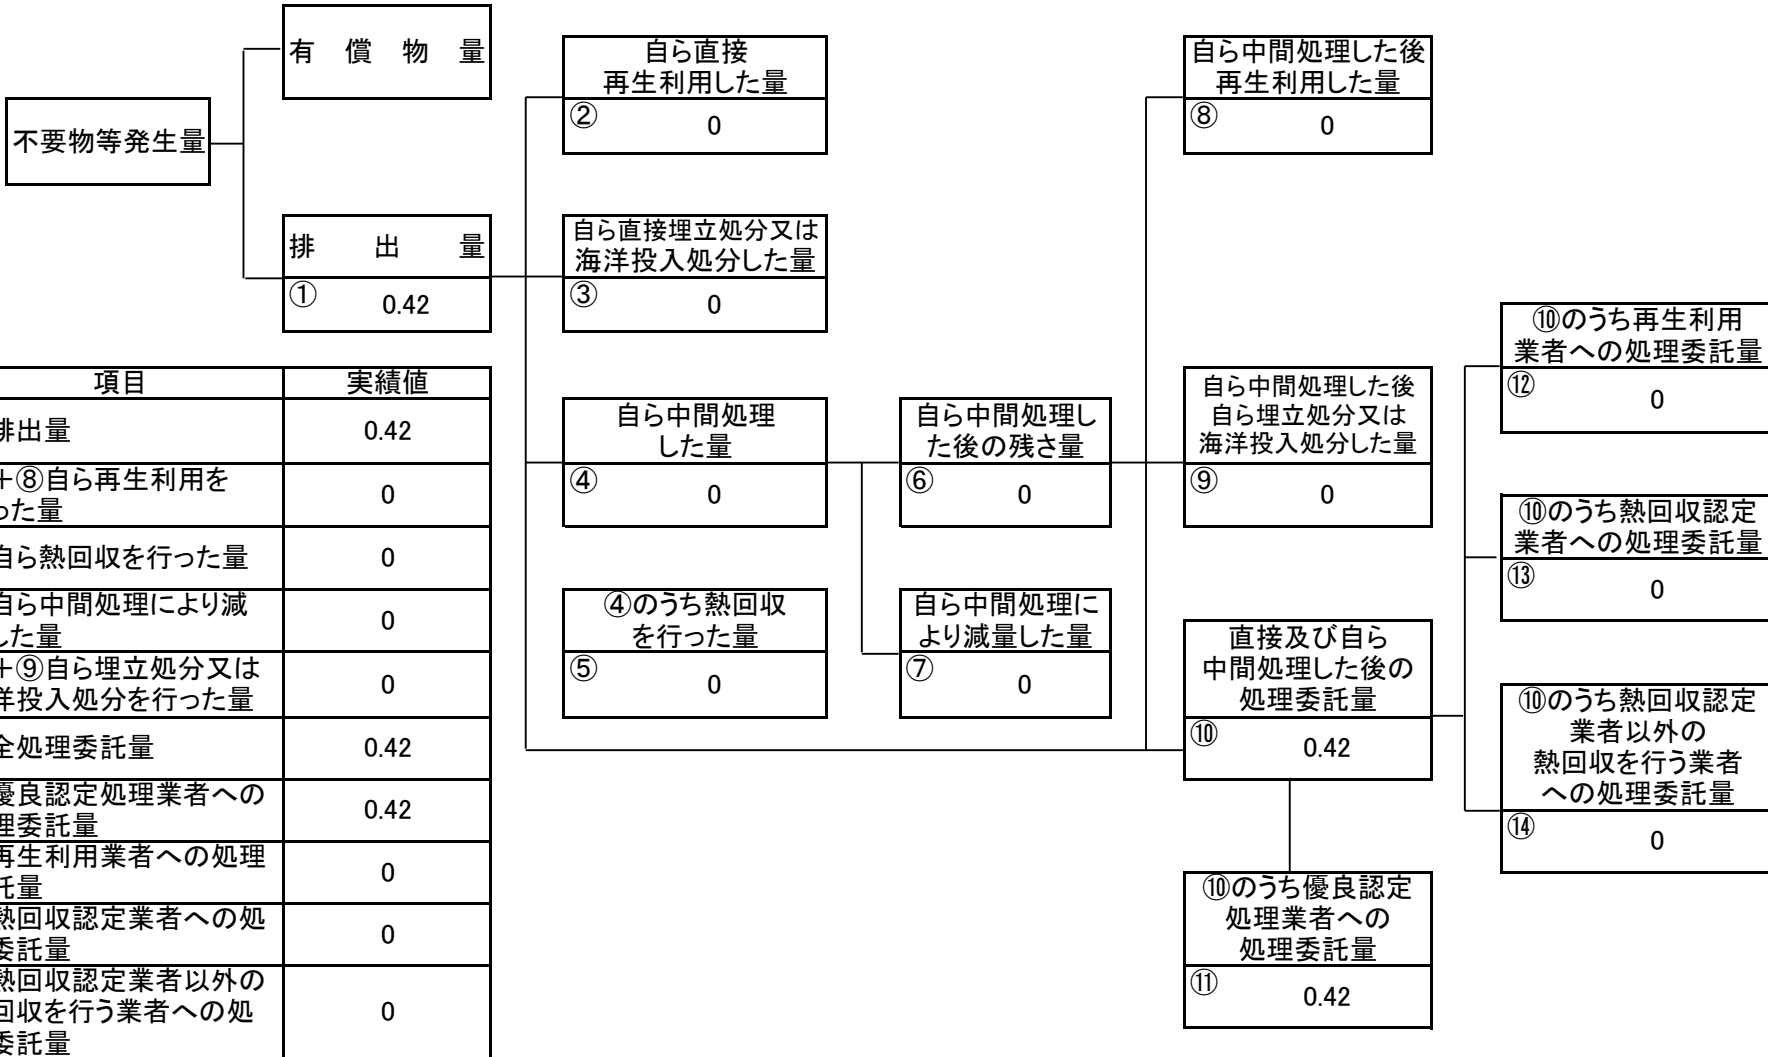 有償物量
不要物等発生量
排出量
①
0.42
自ら直接
再生利用した量
②
0
自ら直接埋立処分又は
海洋投入処分した量
③
0
自ら中間処理
した量
④
0
④のうち熱回収
を行った量
⑤
0
自ら中間処理し
た後の残さ量
⑥
0
自ら中間処理に
より減量した量
⑦
0
自ら中間処理した後
再生利用した量
⑧
0
自ら中間処理した後
自ら埋立処分又は
海洋投入処分した量
⑨
0
直接及び自ら
中間処理した後の
処理委託量
⑩
0.42
⑩のうち優良認定
処理業者への
処理委託量
⑪
0.42
⑩のうち再生利用
業者への処理委託量
⑫
0
⑩のうち熱回収認定
業者への処理委託量
⑬
0
⑩のうち熱回収認定
業者以外の
熱回収を行う業者
への処理委託量
⑭
0
項目 実績値
排出量 0.42
+⑧自ら再生利用を
った量
0
自ら熱回収を行った量 0
自ら中間処理により減
した量
0
+⑨自ら埋立処分又は
洋投入処分を行った量
0
全処理委託量 0.42
優良認定処理業者への
理委託量
0.42
再生利用業者への処理
託量
0
熱回収認定業者への処
委託量
0
熱回収認定業者以外の
回収を行う業者への処
委託量
0